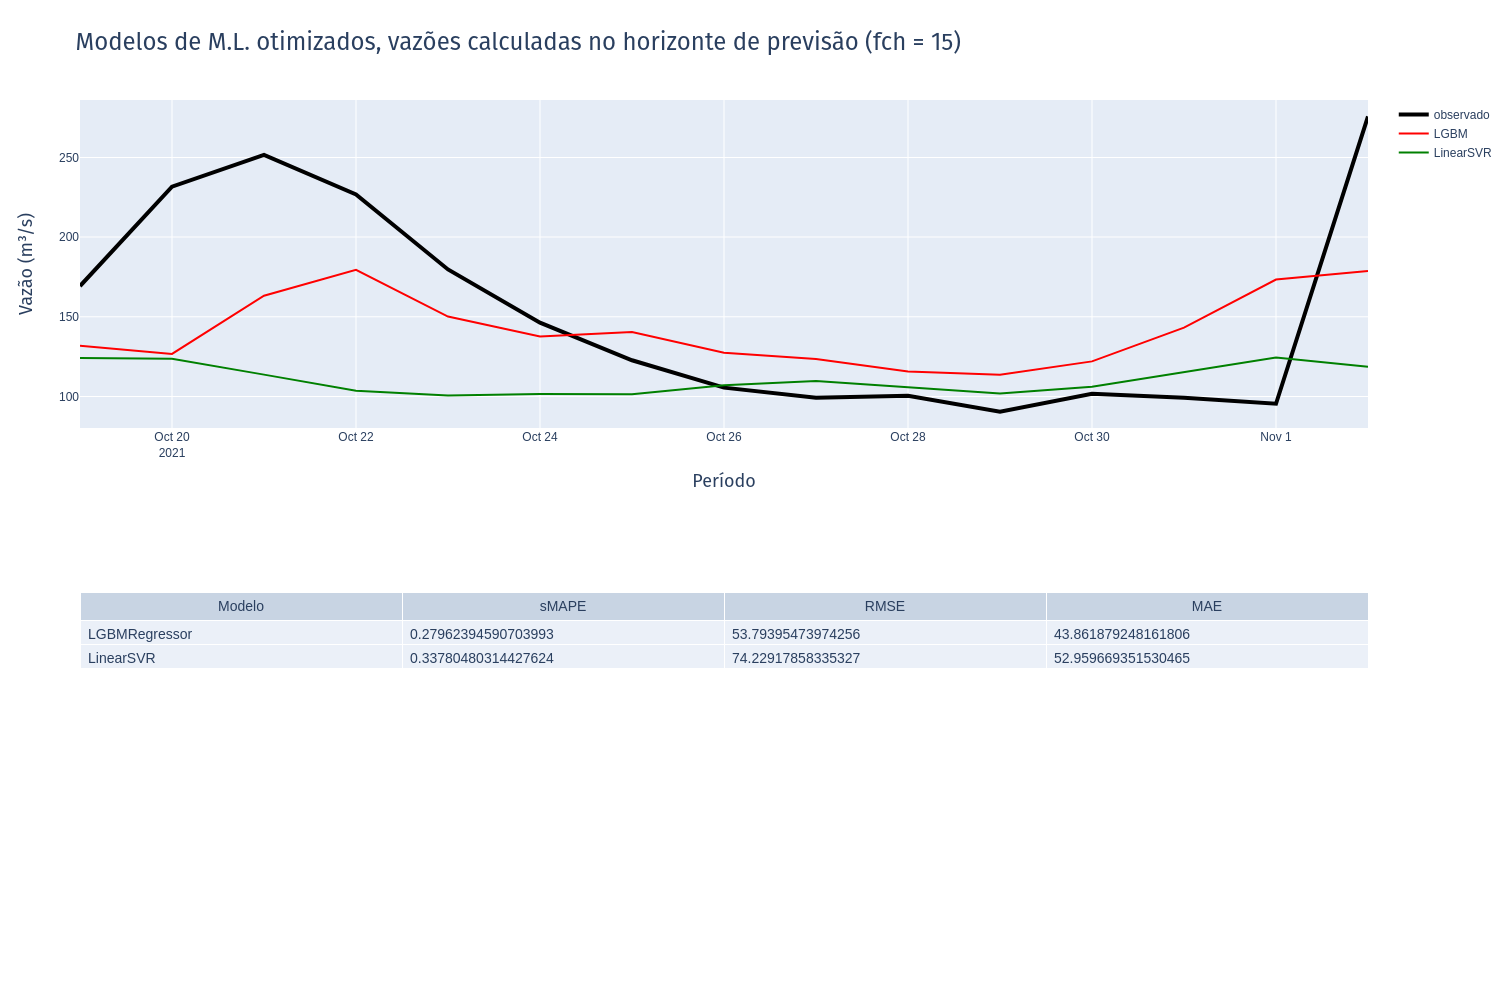 Modelos de M.L. otimizados, vazões calculadas no horizonte de previsão (fch = 15)
observado
LGBM
LinearSVR
Vazão (m³/s)
250
200
150
100
Oct 20
2021
Oct 22
Oct 24
Oct 26
Oct 28
Oct 30
Nov 1
Período
Modelo sMAPE RMSE MAE
LGBMRegressor 0.27962394590703993 53.79395473974256 43.861879248161806
LinearSVR 0.33780480314427624 74.22917858335327 52.959669351530465